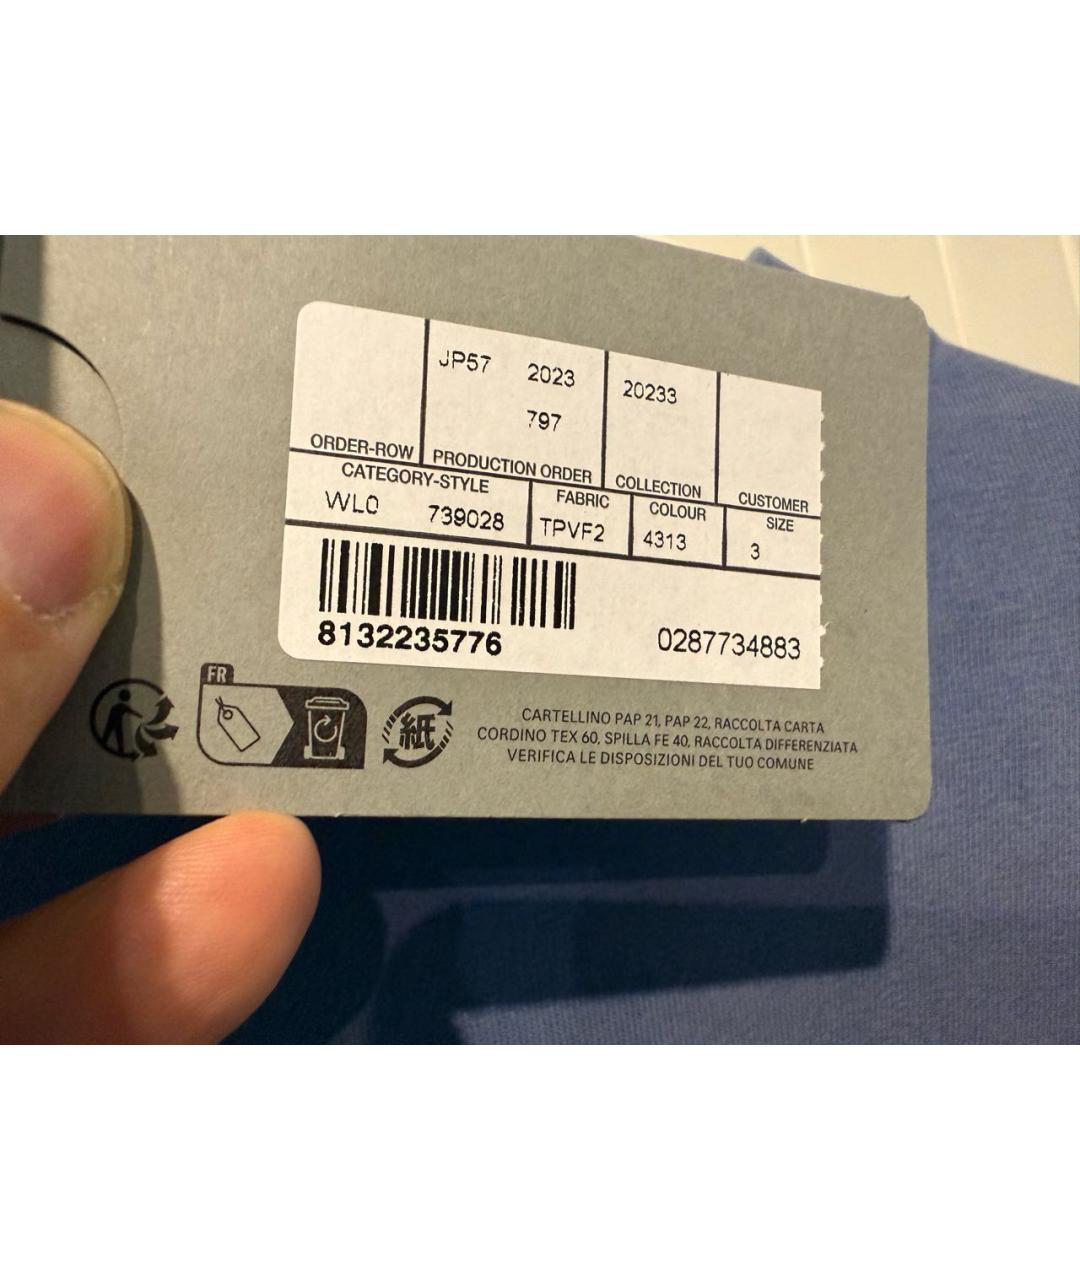 JP57 2023 20233
797
ORDER-ROW PRODUCTION ORDER COLLECTION CUSTOMER
CATEGORY-STYLE FABRIC COLOUR SIZE
WL0 739028 TPVF2 4313 3
8132235776 0287734883
FR
紙
CARTELLINO PAP 21, PAP 22, RACCOLTA CARTA
CORDINO TEX 60, SPILLA FE 40, RACCOLTA DIFFERENZIATA
VERIFICA LE DISPOSIZIONI DEL TUO COMUNE